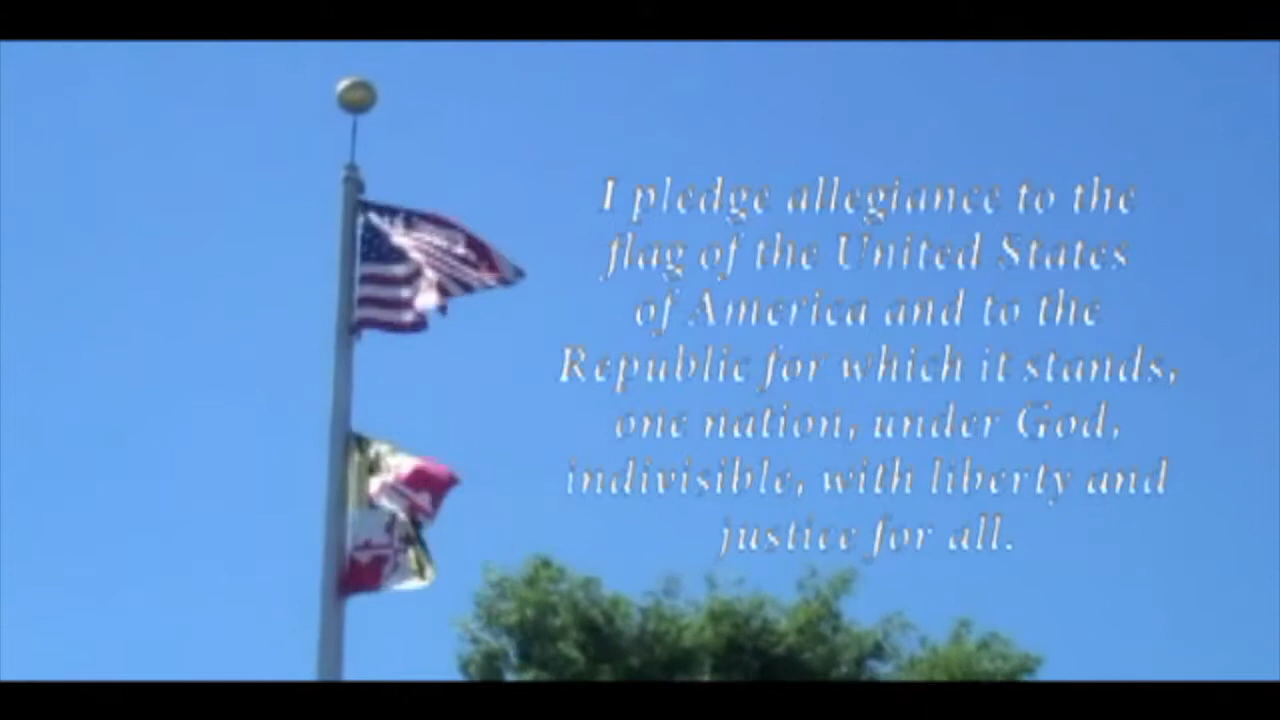 I pledge allegiance to the
flag of the United States
of America and to the
Republic for which it stands,
one nation, under God,
indivisible, with liberty and
justice for all.